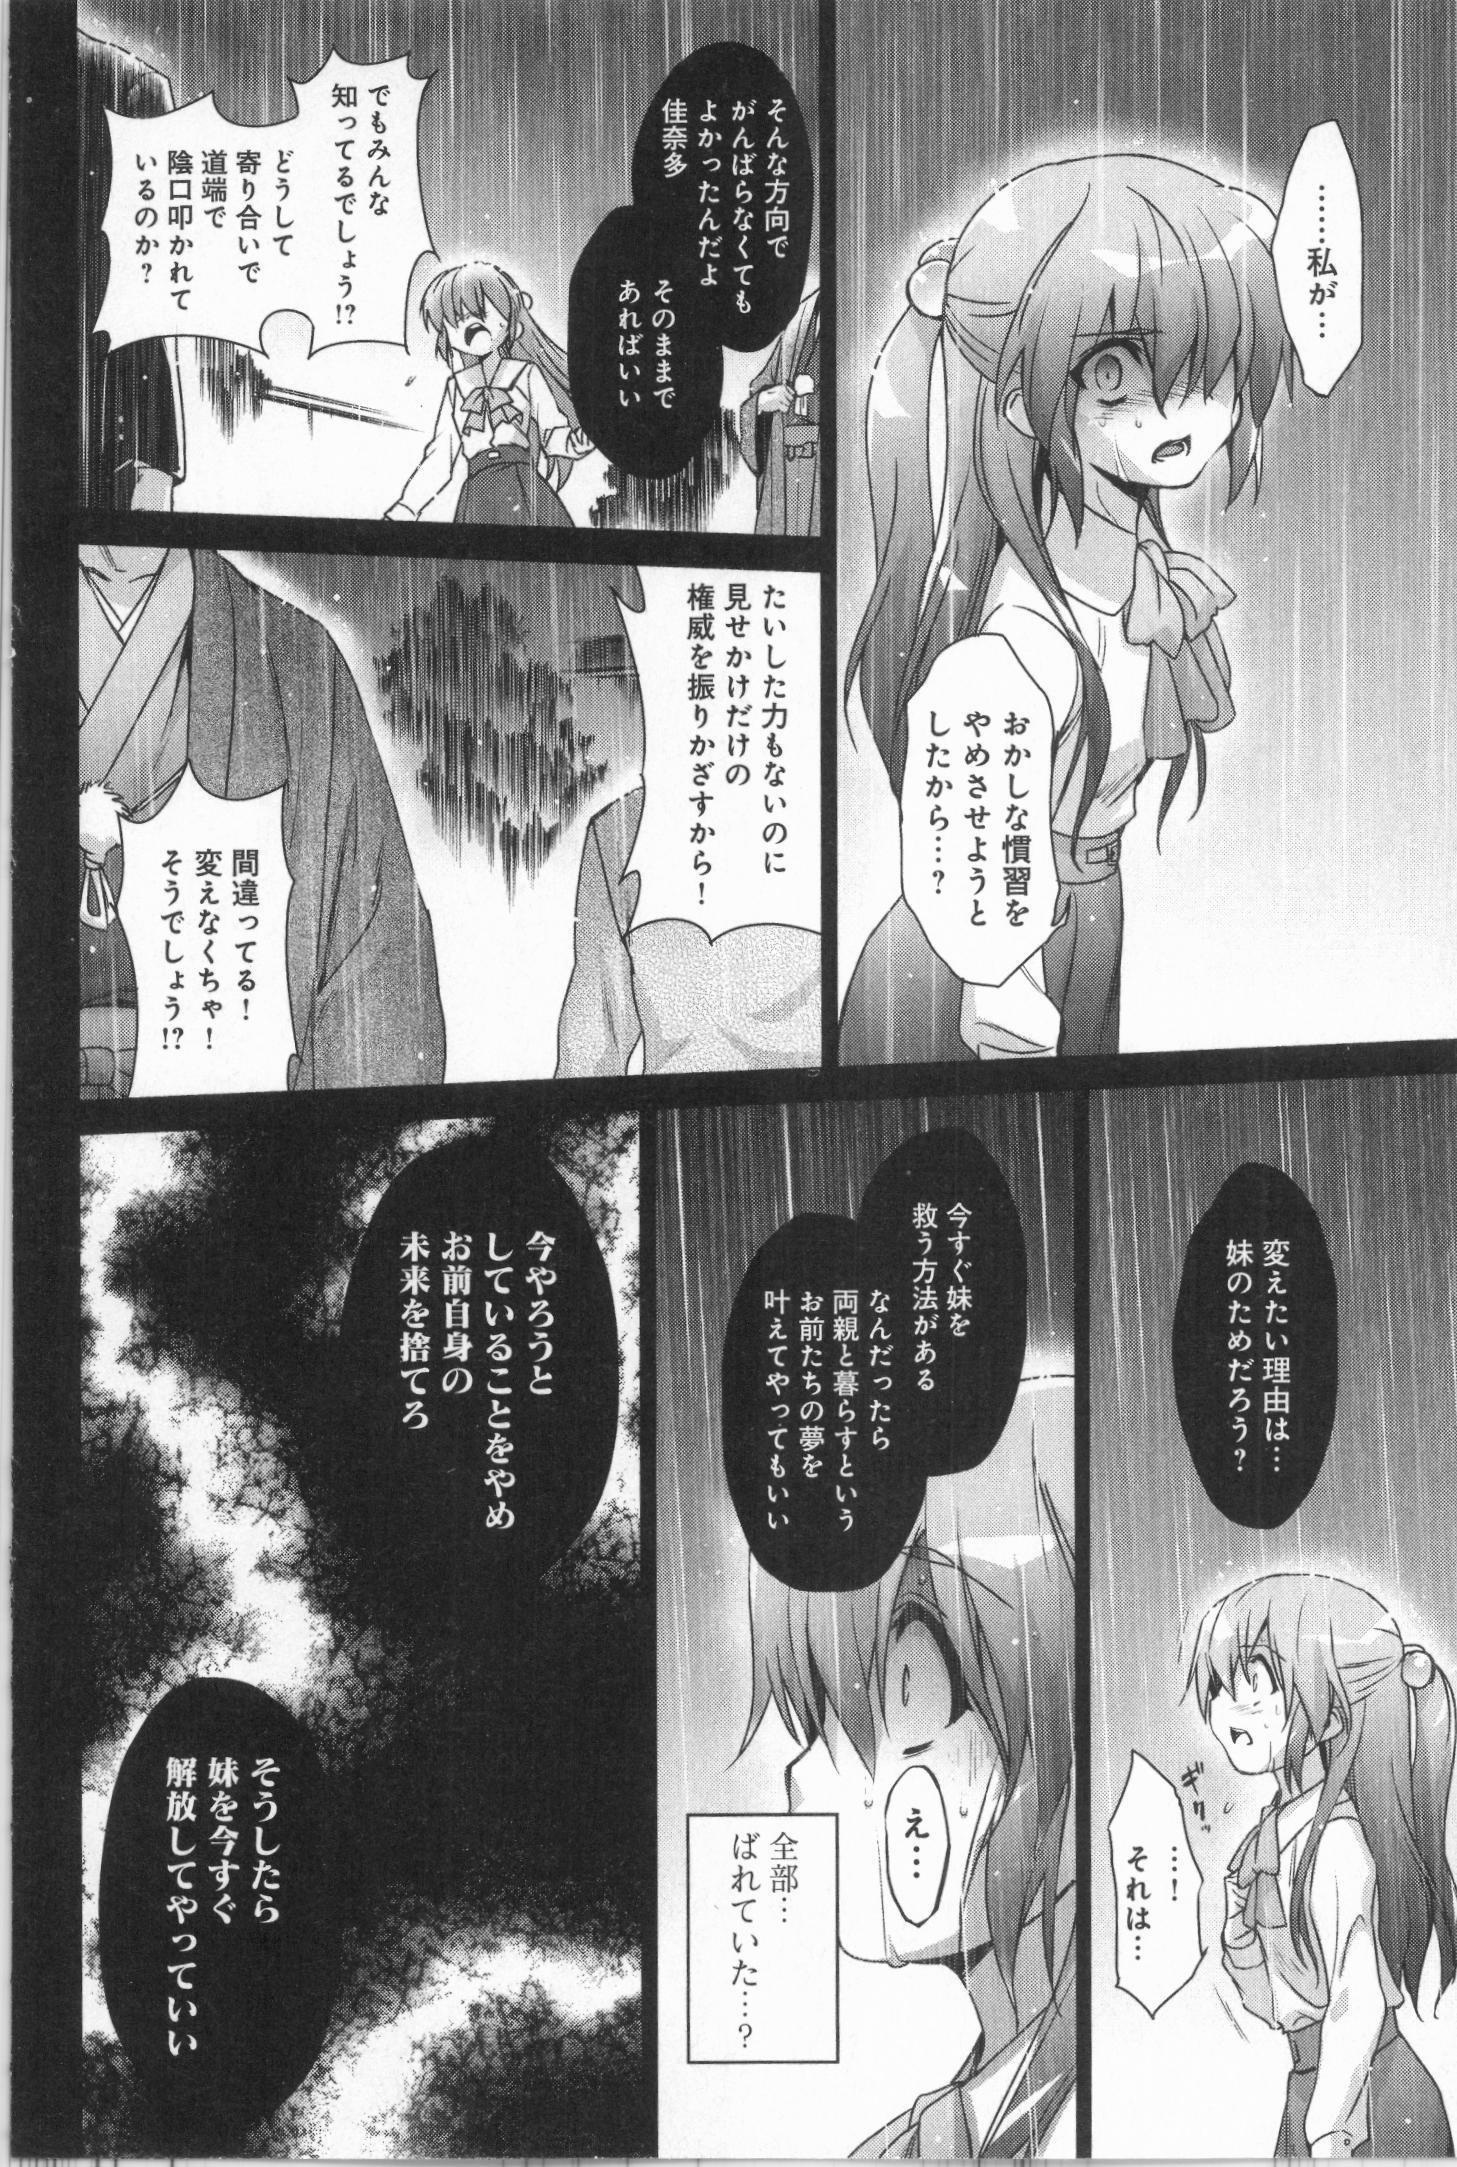 ……私が…
おかしな慣習を
やめさせようと
したから…？
そんな方向で
がんばらなくても
よかったんだよ
佳奈多
そのままで
あればいい
でもみんな
知ってるでしょう!?
どうして
寄り合いで
道端で
陰口叩かれて
いるのか？
たいした力もないのに
見せかけだけの
権威を振りかざすから！
間違ってる！
変えなくちゃ！
そうでしょう!?
変えたい理由は…
妹のためだろう？
ギクッ
…！
それは…
今すぐ妹を
救う方法がある
なんだったら
両親と暮らすという
お前たちの夢を
叶えてやってもいい
え…
全部…
ばれていた…？
今やろうと
していることをやめ
お前自身の
未来を捨てろ
そうしたら
妹を今すぐ
解放してやっていい